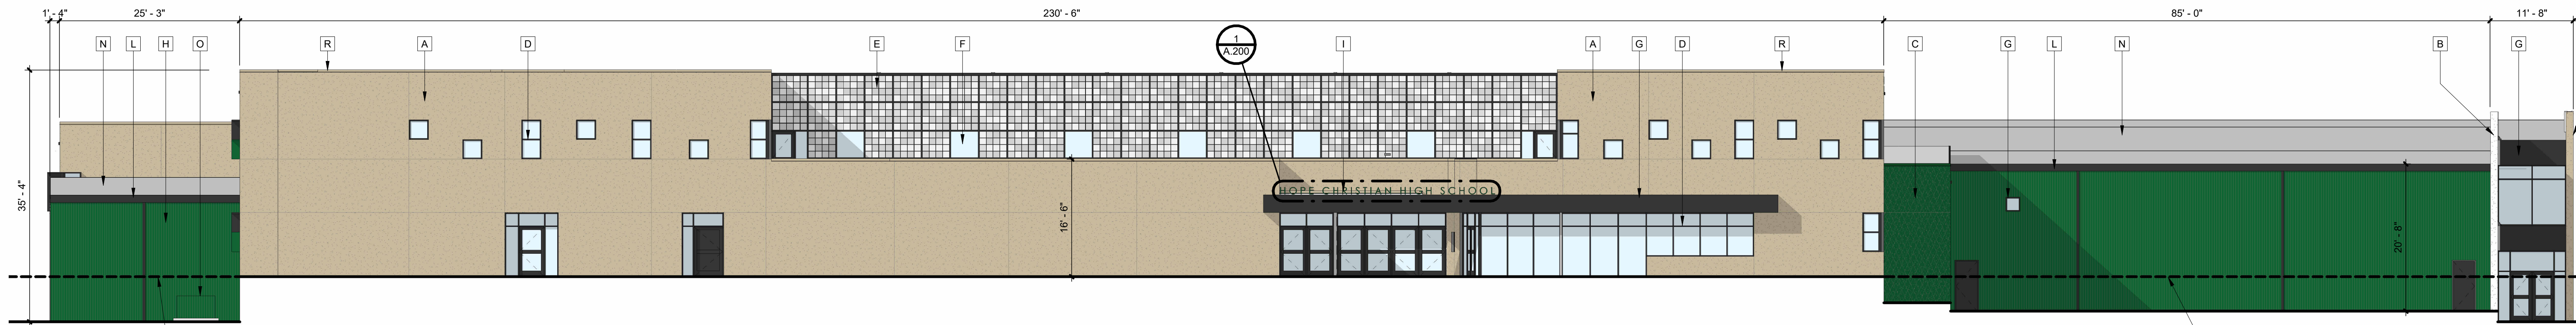 1' - 4"
25' - 3"
230' - 6"
85' - 0"
11' - 8"
N
L
H
O
R
A
D
E
F
1
A.200
I
A
G
D
R
C
G
L
N
B
G
35' - 4"
16' - 6"
HOPE CHRISTIAN HIGH SCHOOL
20' - 8"